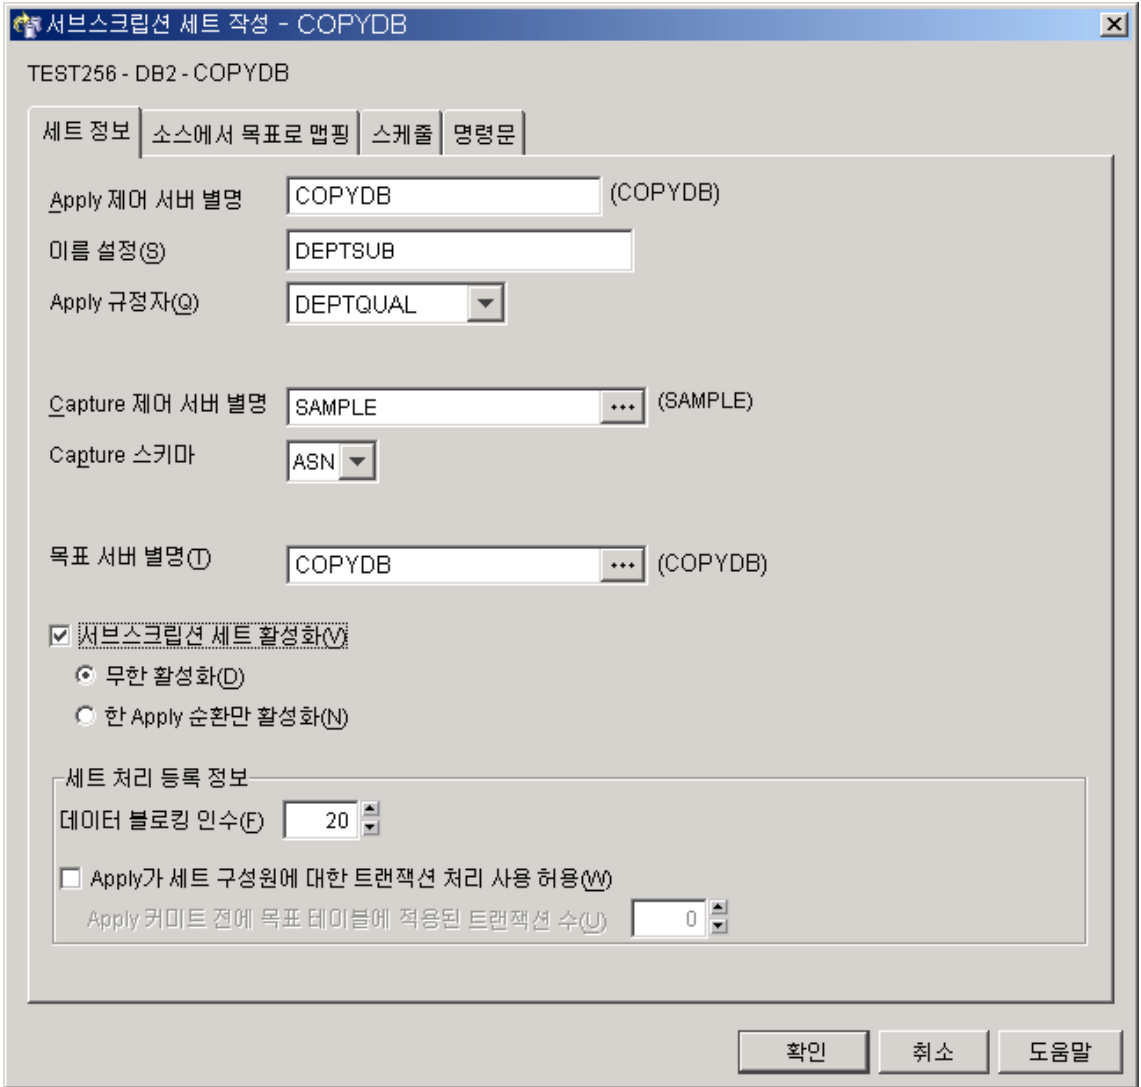 서브스크립션 세트 작성 - COPYDB
TEST256 - DB2 - COPYDB
세트 정보 소스에서 목표로 맵핑 스케줄 명령문
Apply 제어 서버 별명 COPYDB (COPYDB)
이름 설정(S) DEPTSUB
Apply 규정자(Q) DEPTQUAL
Capture 제어 서버 별명 SAMPLE ... (SAMPLE)
Capture 스키마 ASN
목표 서버 별명(T) COPYDB ... (COPYDB)
서브스크립션 세트 활성화(V)
무한 활성화(D)
한 Apply 순환만 활성화(N)
세트 처리 등록 정보
데이터 블로킹 인수(F) 20
Apply가 세트 구성원에 대한 트랜잭션 처리 사용 허용(W)
Apply 커미트 전에 목표 테이블에 적용된 트랜잭션 수(U) 0
확인 취소 도움말